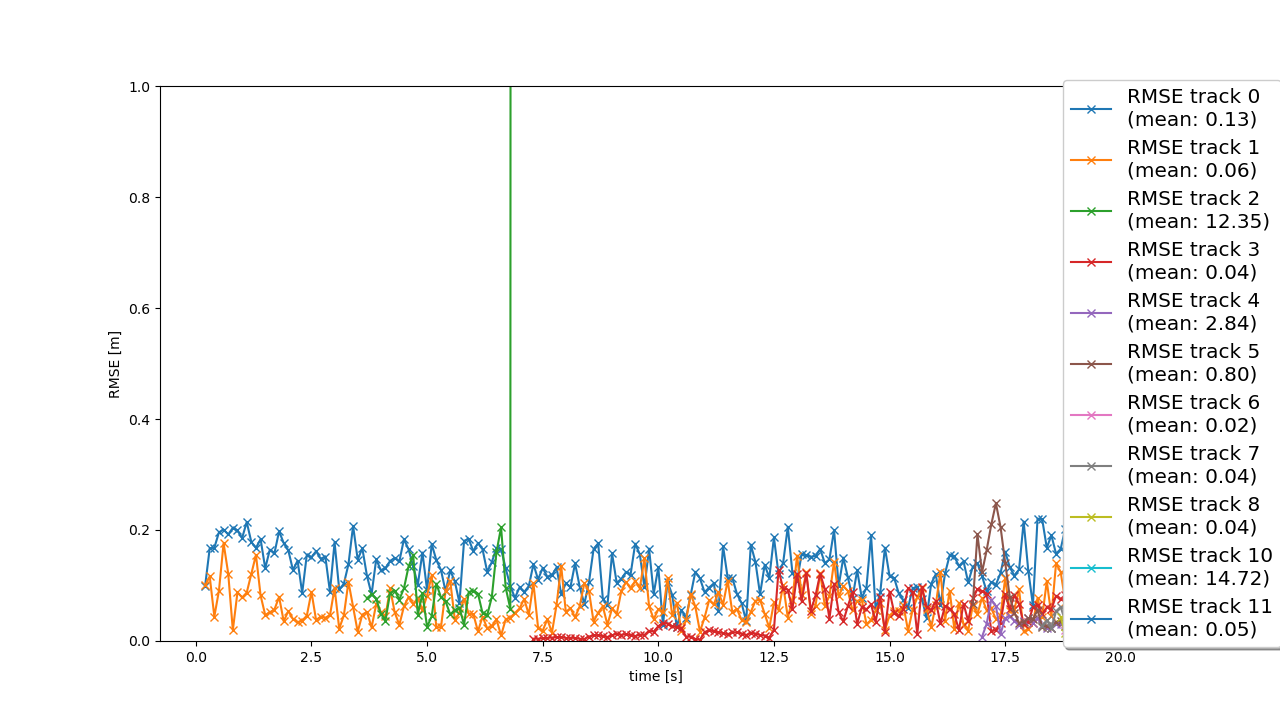 1.0
0.8
0.6
0.4
0.2
0.0
RMSE [m]
0.0 2.5 5.0 7.5 10.0 12.5 15.0 17.5 20.0
time [s]
RMSE track 0
(mean: 0.13)
RMSE track 1
(mean: 0.06)
RMSE track 2
(mean: 12.35)
RMSE track 3
(mean: 0.04)
RMSE track 4
(mean: 2.84)
RMSE track 5
(mean: 0.80)
RMSE track 6
(mean: 0.02)
RMSE track 7
(mean: 0.04)
RMSE track 8
(mean: 0.04)
RMSE track 10
(mean: 14.72)
RMSE track 11
(mean: 0.05)